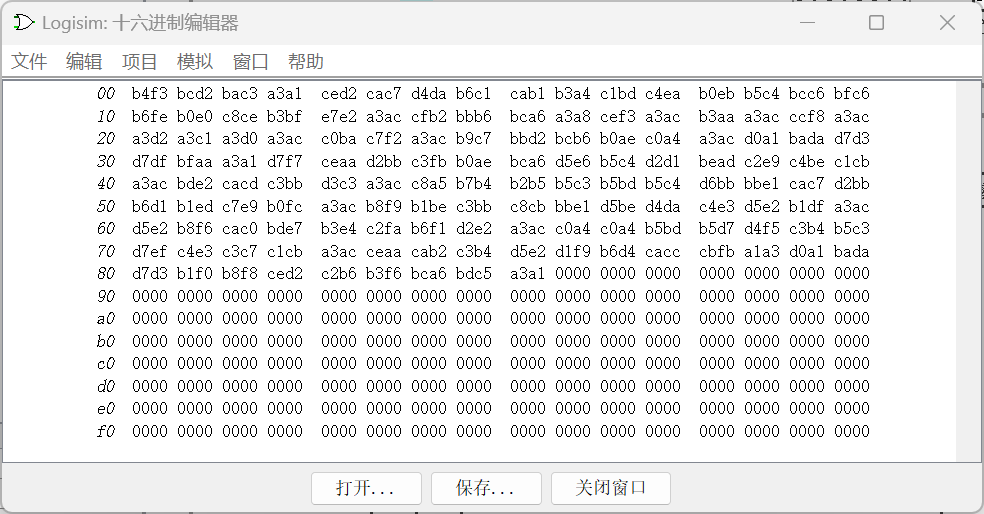 Logisim: 十六进制编辑器
文件 编辑 项目 模拟 窗口 帮助
00 b4f3 bcd2 bac3 a3a1 ced2 cac7 d4da b6c1 cab1 b3a4 c1bd c4ea b0eb b5c4 bcc6 bfc6
10 b6fe b0e0 c8ce b3bf e7e2 a3ac cfb2 bbb6 bca6 a3a8 cef3 a3ac b3aa a3ac ccf8 a3ac
20 a3d2 a3c1 a3d0 a3ac c0ba c7f2 a3ac b9c7 bbd2 bcb6 b0ae c0a4 a3ac d0a1 bada d7d3
30 d7df bfaa a3a1 d7f7 ceaa d2bb c3fb b0ae bca6 d5e6 b5c4 d2d1 bead c2e9 c4be c1cb
40 a3ac bde2 cacd c3bb d3c3 a3ac c8a5 b7b4 b2b5 b5c3 b5bd b5c4 d6bb bbe1 cac7 d2bb
50 b6d1 b1ed c7e9 b0fc a3ac b8f9 b1be c3bb c8cb bbe1 d5bd d4da c4e3 d5e2 b1df a3ac
60 d5e2 b8f6 cac0 bde7 b3e4 c2fa b6f1 d2e2 a3ac c0a4 c0a4 b5bd b5d7 d4f5 c3b4 b5c3
70 d7ef c4e3 c3c7 c1cb a3ac ceaa cab2 c3b4 d5e2 d1f9 b6d4 cacc cbfb a1a3 d0a1 bada
80 d7d3 b1f0 b8f8 ced2 c2b6 b3f6 bca6 bdc5 a3a1 0000 0000 0000 0000 0000 0000 0000
90 0000 0000 0000 0000 0000 0000 0000 0000 0000 0000 0000 0000 0000 0000 0000 0000
a0 0000 0000 0000 0000 0000 0000 0000 0000 0000 0000 0000 0000 0000 0000 0000 0000
b0 0000 0000 0000 0000 0000 0000 0000 0000 0000 0000 0000 0000 0000 0000 0000 0000
c0 0000 0000 0000 0000 0000 0000 0000 0000 0000 0000 0000 0000 0000 0000 0000 0000
d0 0000 0000 0000 0000 0000 0000 0000 0000 0000 0000 0000 0000 0000 0000 0000 0000
e0 0000 0000 0000 0000 0000 0000 0000 0000 0000 0000 0000 0000 0000 0000 0000 0000
f0 0000 0000 0000 0000 0000 0000 0000 0000 0000 0000 0000 0000 0000 0000 0000 0000
打开... 保存... 关闭窗口